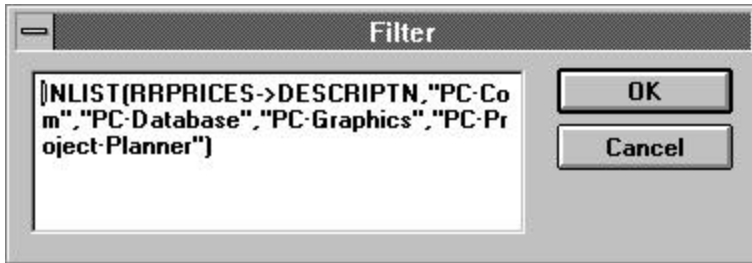 Filter
INLIST(RRPRICES->DESCRIPTN,"PC-Co
m","PC-Database","PC-Graphics","PC-Pr
oject-Planner")
OK
Cancel